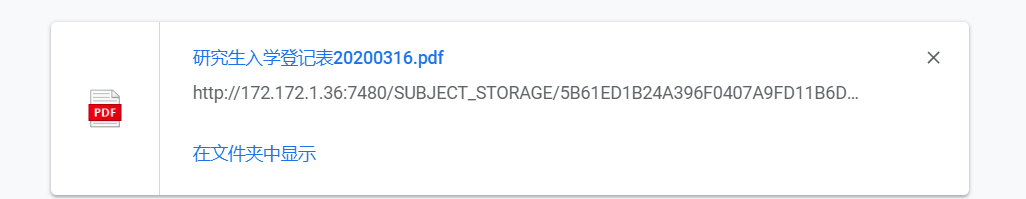 研究生入学登记表20200316.pdf
http://172.172.1.36:7480/SUBJECT_STORAGE/5B61ED1B24A396F0407A9FD11B6D...
PDF
在文件夹中显示